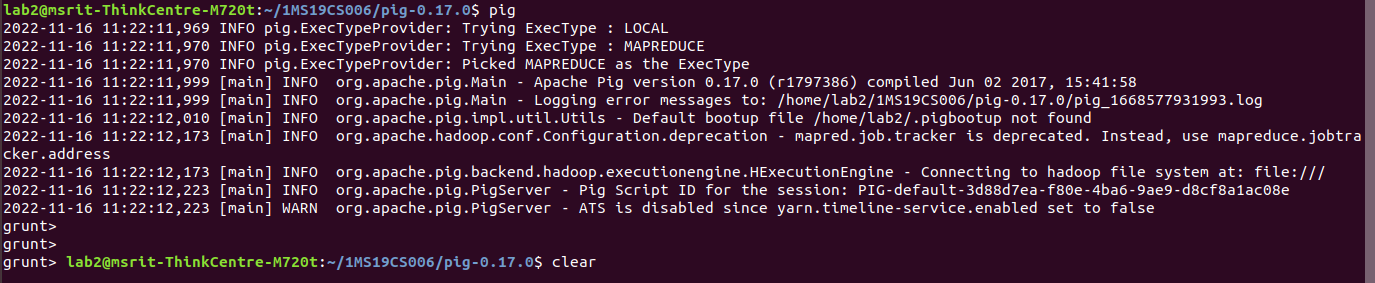 lab2@msrit-ThinkCentre-M720t:~/1MS19CS006/pig-0.17.0$ pig
2022-11-16 11:22:11,969 INFO pig.ExecTypeProvider: Trying ExecType : LOCAL
2022-11-16 11:22:11,970 INFO pig.ExecTypeProvider: Trying ExecType : MAPREDUCE
2022-11-16 11:22:11,970 INFO pig.ExecTypeProvider: Picked MAPREDUCE as the ExecType
2022-11-16 11:22:11,999 [main] INFO  org.apache.pig.Main - Apache Pig version 0.17.0 (r1797386) compiled Jun 02 2017, 15:41:58
2022-11-16 11:22:11,999 [main] INFO  org.apache.pig.Main - Logging error messages to: /home/lab2/1MS19CS006/pig-0.17.0/pig_1668577931993.log
2022-11-16 11:22:12,010 [main] INFO  org.apache.pig.impl.util.Utils - Default bootup file /home/lab2/.pigbootup not found
2022-11-16 11:22:12,173 [main] INFO  org.apache.hadoop.conf.Configuration.deprecation - mapred.job.tracker is deprecated. Instead, use mapreduce.jobtra
cker.address
2022-11-16 11:22:12,173 [main] INFO  org.apache.pig.backend.hadoop.executionengine.HExecutionEngine - Connecting to hadoop file system at: file:///
2022-11-16 11:22:12,223 [main] INFO  org.apache.pig.PigServer - Pig Script ID for the session: PIG-default-3d88d7ea-f80e-4ba6-9ae9-d8cf8a1ac08e
2022-11-16 11:22:12,223 [main] WARN  org.apache.pig.PigServer - ATS is disabled since yarn.timeline-service.enabled set to false
grunt>
grunt>
grunt> lab2@msrit-ThinkCentre-M720t:~/1MS19CS006/pig-0.17.0$ clear